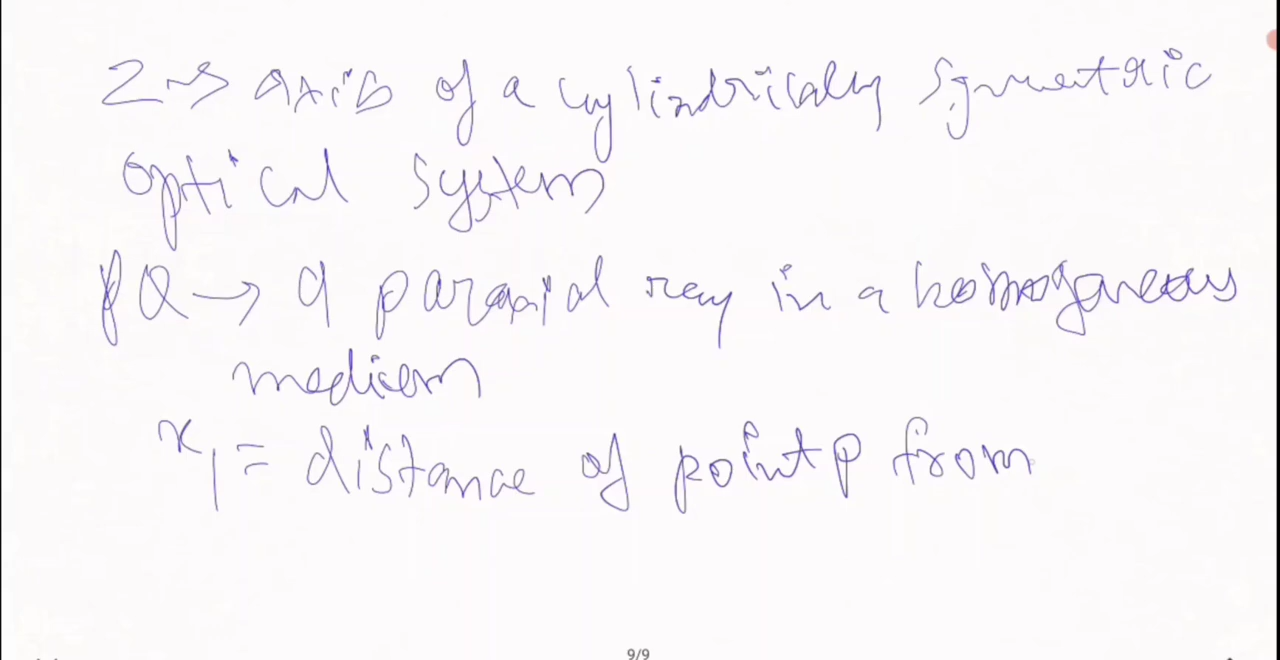 Z → axis of a cylindrically symmetric
optical system
PQ → a paraxial ray in a homogeneous
medium
x₁ = distance of point P from
9/9